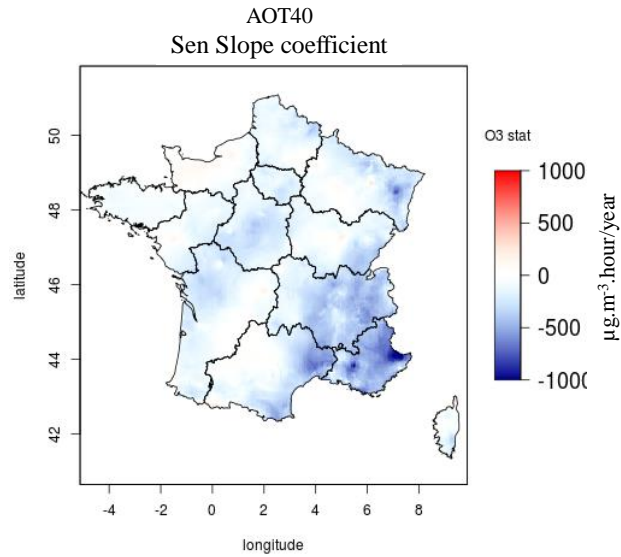 AOT40
Sen Slope coefficient
50
48
46
44
42
latitude
-4
-2
0
2
4
6
8
longitude
O3 stat
1000
500
0
-500
-1000
µg.m-3.hour/year